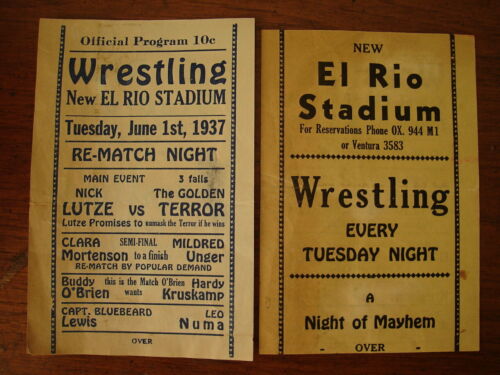 Official Program 10c
Wrestling
New EL RIO STADIUM
Tuesday, June 1st, 1937
RE-MATCH NIGHT
MAIN EVENT 3 falls
NICK The GOLDEN
LUTZE vs TERROR
Lutze Promises to unmask the Terror if he wins
CLARA SEMI-FINAL MILDRED
Mortenson to a finish Unger
RE-MATCH BY POPULAR DEMAND
Buddy this is the Match O'Brien Hardy
O'Brien wants Kruskamp
CAPT. BLUEBEARD LEO
Lewis Numa
OVER
NEW
El Rio
Stadium
For Reservations Phone OX. 944 M1
or Ventura 3583
Wrestling
EVERY
TUESDAY NIGHT
A
Night of Mayhem
- OVER -